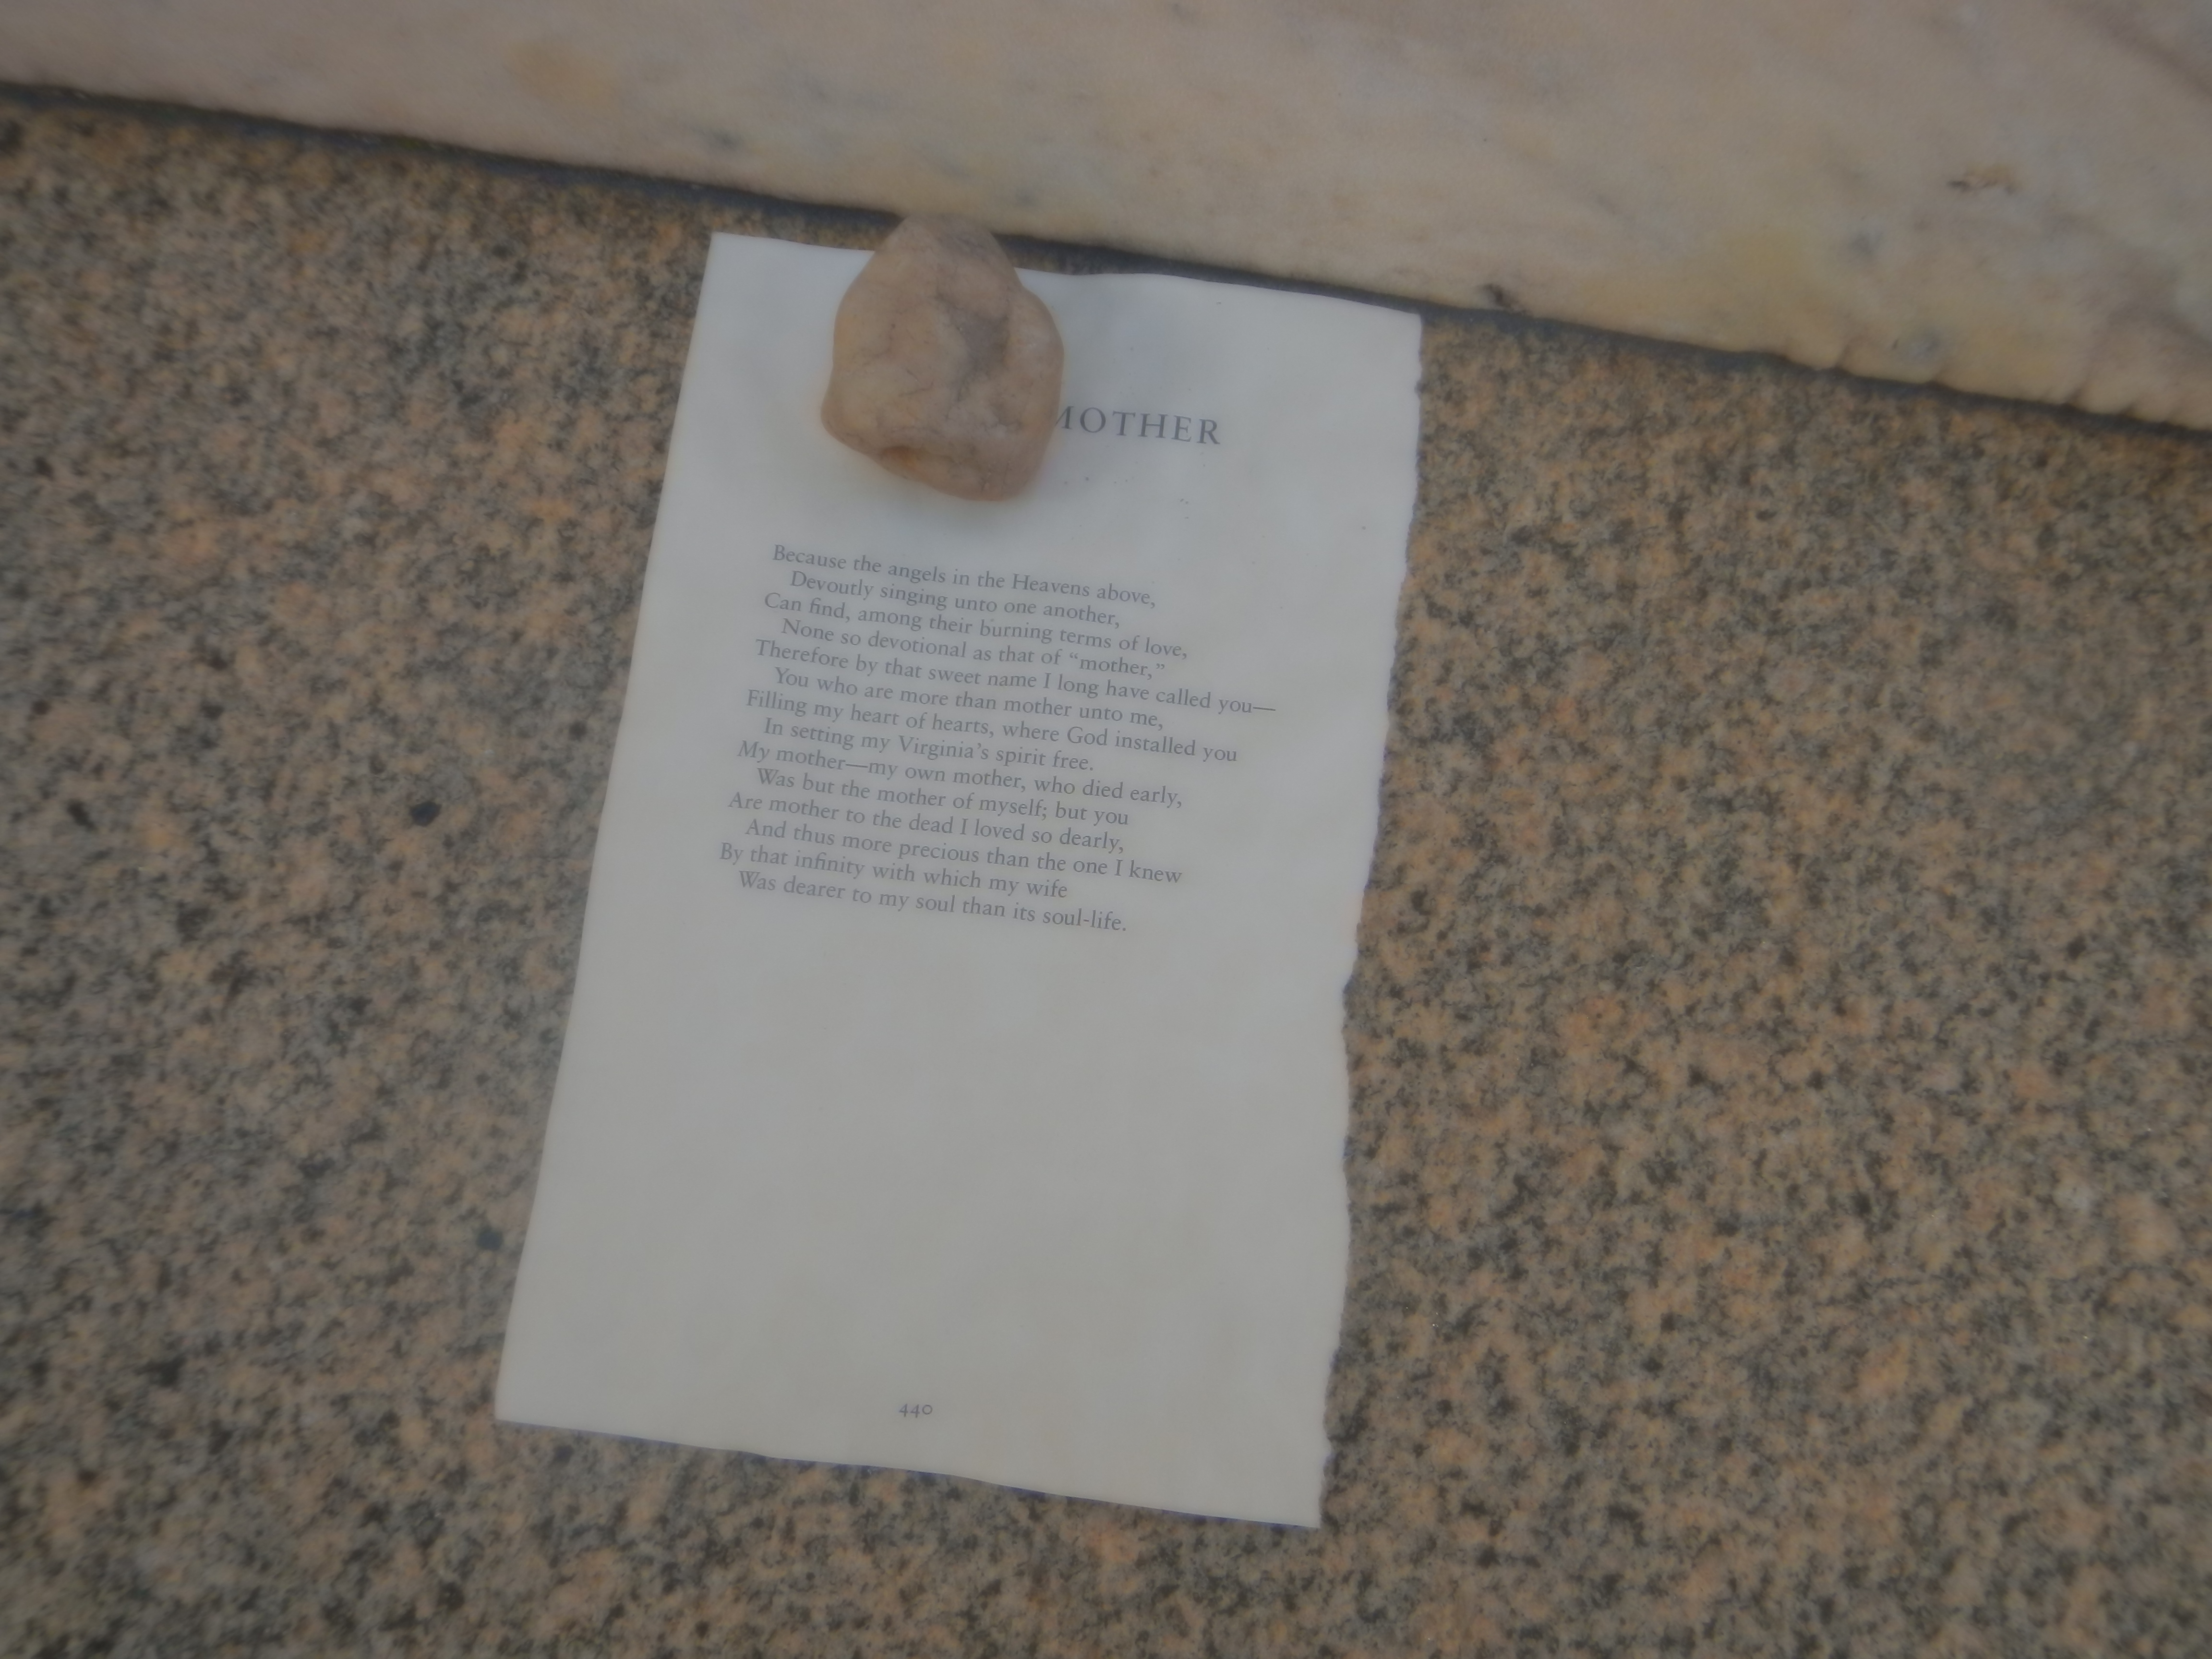 MOTHER
Because the angels in the Heavens above,
Devoutly singing unto one another,
Can find, among their burning terms of love,
None so devotional as that of “mother,”
Therefore by that sweet name I long have called you—
You who are more than mother unto me,
Filling my heart of hearts, where God installed you
In setting my Virginia’s spirit free.
My mother—my own mother, who died early,
Was but the mother of myself; but you
Are mother to the dead I loved so dearly,
And thus more precious than the one I knew
By that infinity with which my wife
Was dearer to my soul than its soul-life.
440